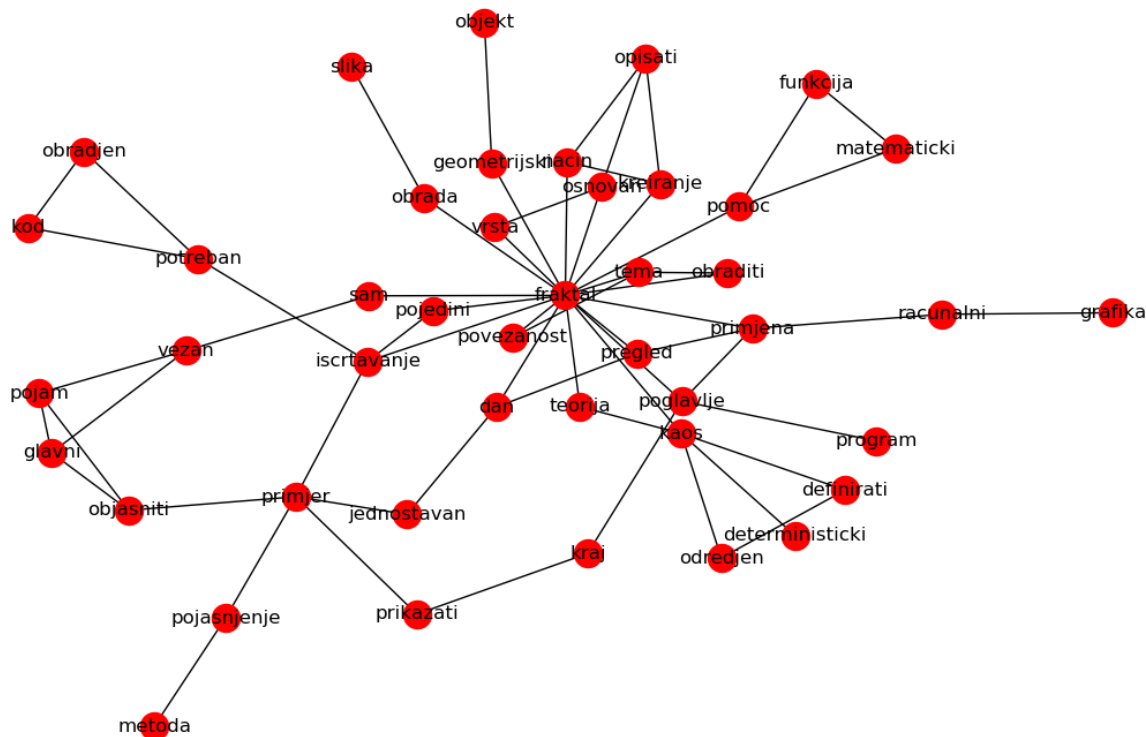 objekt
opisati
slika
funkcija
obradjen
matematicki
geometrijski
nacin
osnovan
kreiranje
obrada
pomoc
kod
vrsta
potreban
tema
obraditi
sam
fraktal
pojedini
povezanost
primjena
racunalni
grafika
vezan
iscrtavanje
pregled
pojam
dan
teorija
poglavlje
glavni
kaos
program
objasniti
primjer
jednostavan
definirati
deterministicki
kraj
odredjen
pojasnjenje
prikazati
metoda